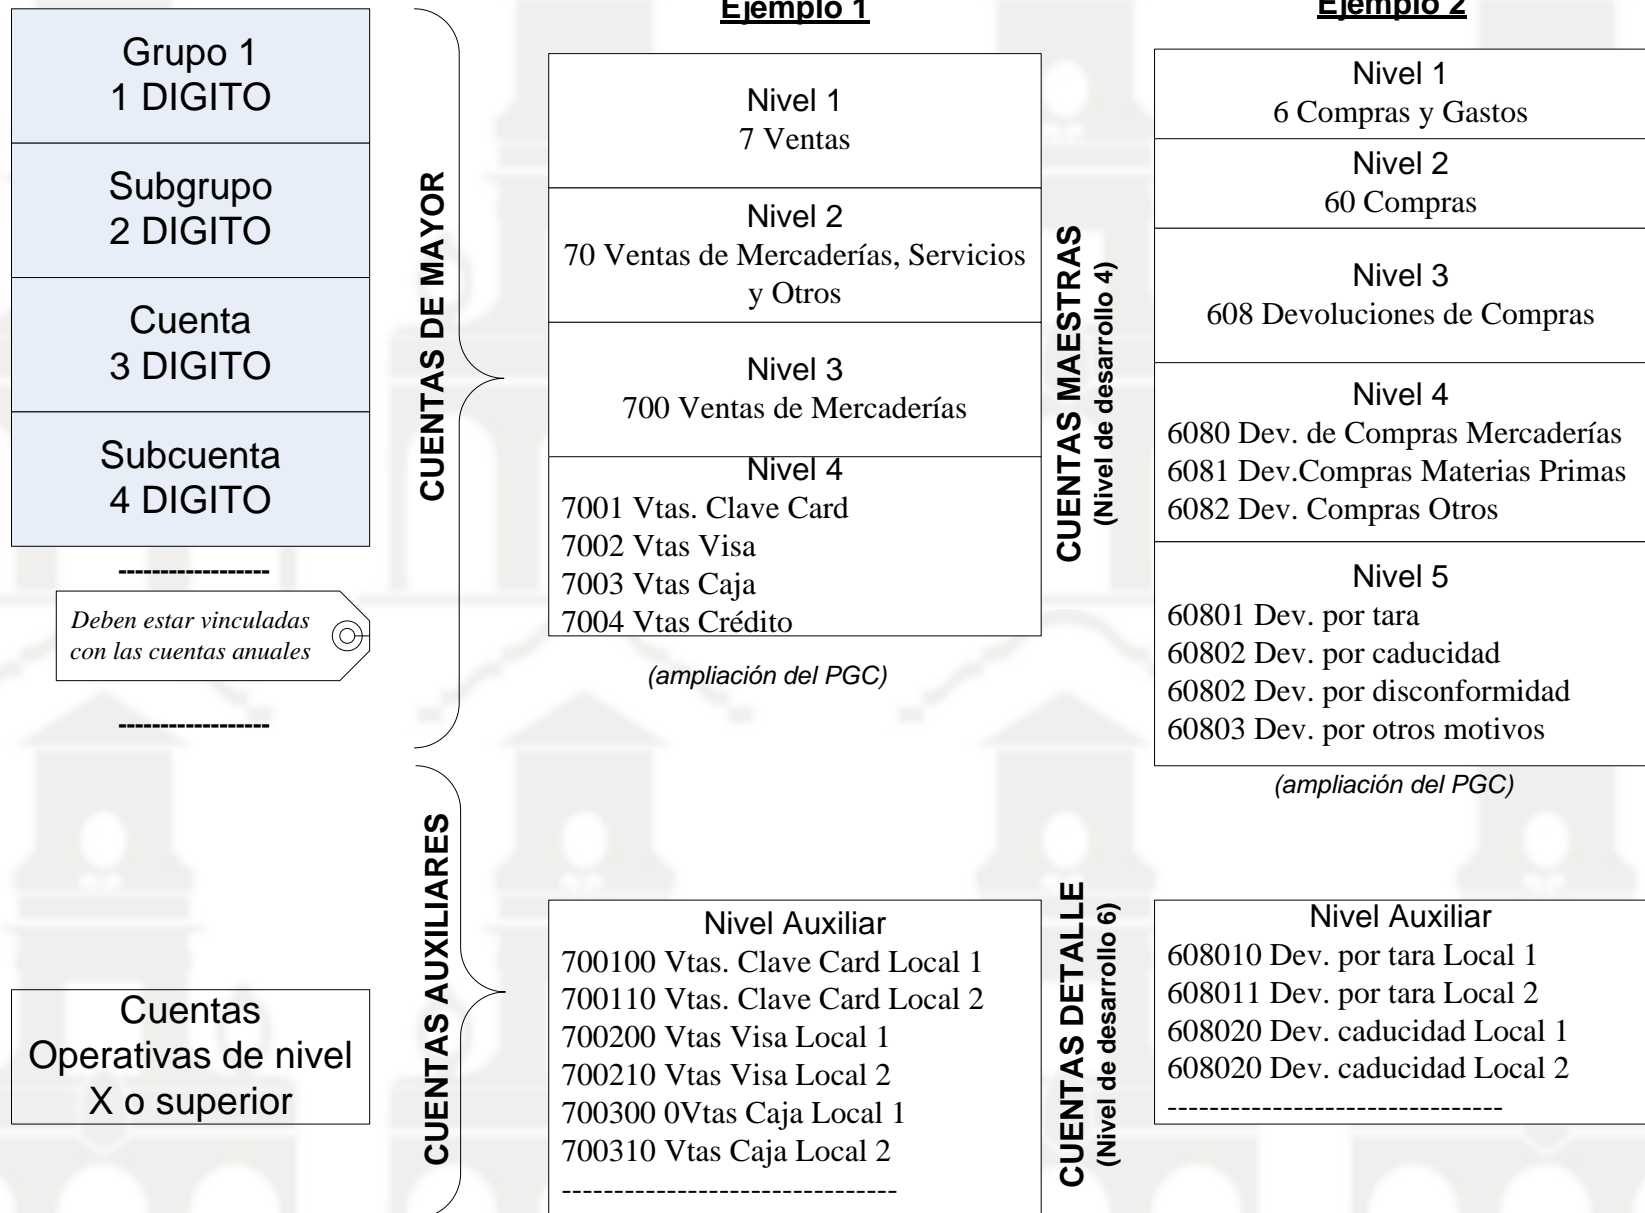 Ejemplo 1
Ejemplo 2
Grupo 1
1 DIGITO
Subgrupo
2 DIGITO
Cuenta
3 DIGITO
Subcuenta
4 DIGITO
------------------
Deben estar vinculadas
con las cuentas anuales
------------------
CUENTAS DE MAYOR
Nivel 1
7 Ventas
Nivel 2
70 Ventas de Mercaderías, Servicios
y Otros
Nivel 3
700 Ventas de Mercaderías
Nivel 4
7001 Vtas. Clave Card
7002 Vtas Visa
7003 Vtas Caja
7004 Vtas Crédito
(ampliación del PGC)
CUENTAS MAESTRAS
(Nivel de desarrollo 4)
Nivel 1
6 Compras y Gastos
Nivel 2
60 Compras
Nivel 3
608 Devoluciones de Compras
Nivel 4
6080 Dev. de Compras Mercaderías
6081 Dev.Compras Materias Primas
6082 Dev. Compras Otros
Nivel 5
60801 Dev. por tara
60802 Dev. por caducidad
60802 Dev. por disconformidad
60803 Dev. por otros motivos
(ampliación del PGC)
Cuentas
Operativas de nivel
X o superior
CUENTAS AUXILIARES
Nivel Auxiliar
700100 Vtas. Clave Card Local 1
700110 Vtas. Clave Card Local 2
700200 Vtas Visa Local 1
700210 Vtas Visa Local 2
700300 0Vtas Caja Local 1
700310 Vtas Caja Local 2
--------------------------------
CUENTAS DETALLE
(Nivel de desarrollo 6)
Nivel Auxiliar
608010 Dev. por tara Local 1
608011 Dev. por tara Local 2
608020 Dev. caducidad Local 1
608020 Dev. caducidad Local 2
--------------------------------